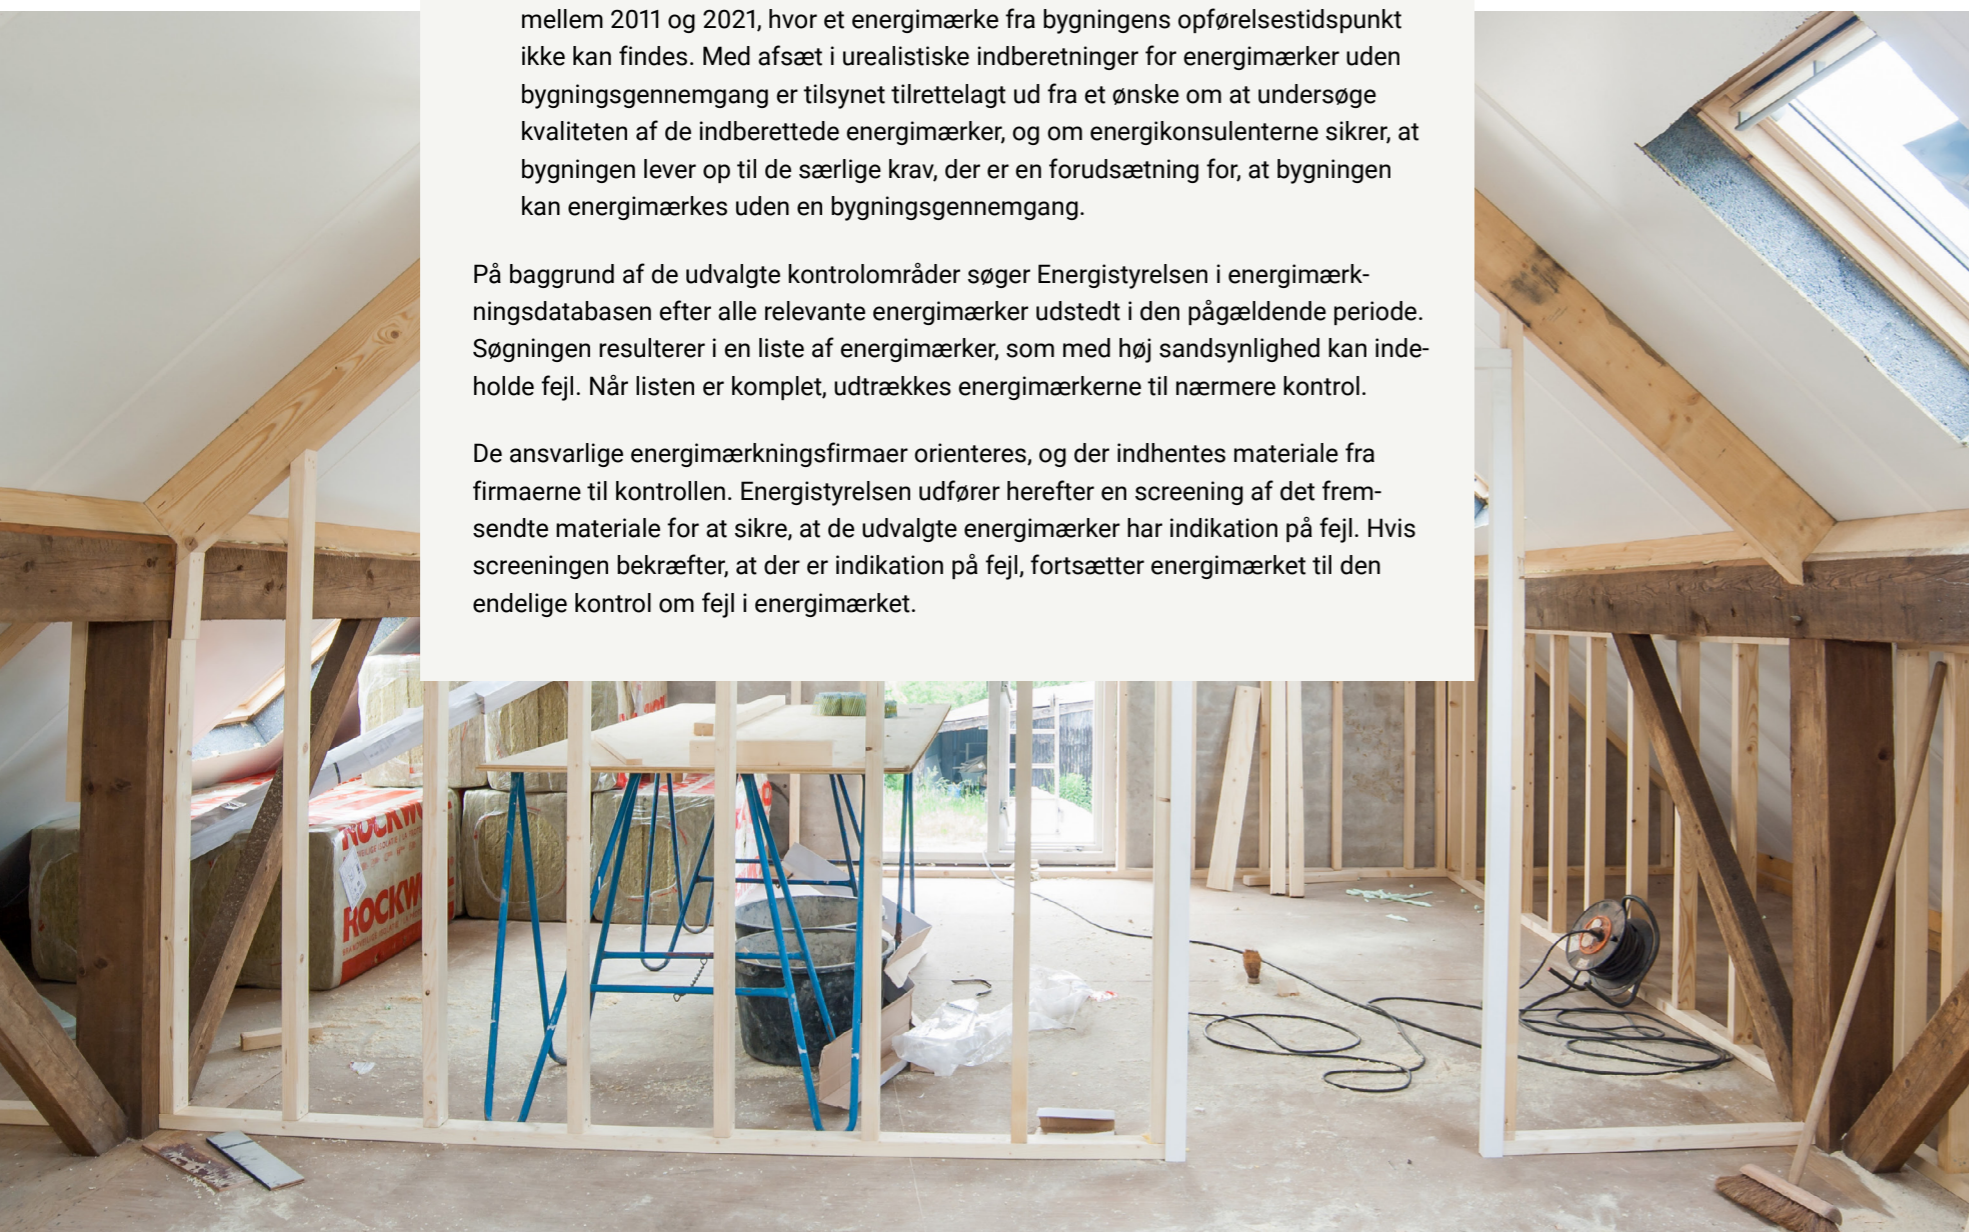 mellem 2011 og 2021, hvor et energimærke fra bygningens opførelsestidspunkt
ikke kan findes. Med afsæt i urealistiske indberetninger for energimærker uden
bygningsgennemgang er tilsynet tilrettelagt ud fra et ønske om at undersøge
kvaliteten af de indberettede energimærker, og om energikonsulenterne sikrer, at
bygningen lever op til de særlige krav, der er en forudsætning for, at bygningen
kan energimærkes uden en bygningsgennemgang.
På baggrund af de udvalgte kontrolområder søger Energistyrelsen i energimærk-
ningsdatabasen efter alle relevante energimærker udstedt i den pågældende periode.
Søgningen resulterer i en liste af energimærker, som med høj sandsynlighed kan inde-
holde fejl. Når listen er komplet, udtrækkes energimærkerne til nærmere kontrol.
De ansvarlige energimærkningsfirmaer orienteres, og der indhentes materiale fra
firmaerne til kontrollen. Energistyrelsen udfører herefter en screening af det frem-
sendte materiale for at sikre, at de udvalgte energimærker har indikation på fejl. Hvis
screeningen bekræfter, at der er indikation på fejl, fortsætter energimærket til den
endelige kontrol om fejl i energimærket.
ROCKW
ROCKW